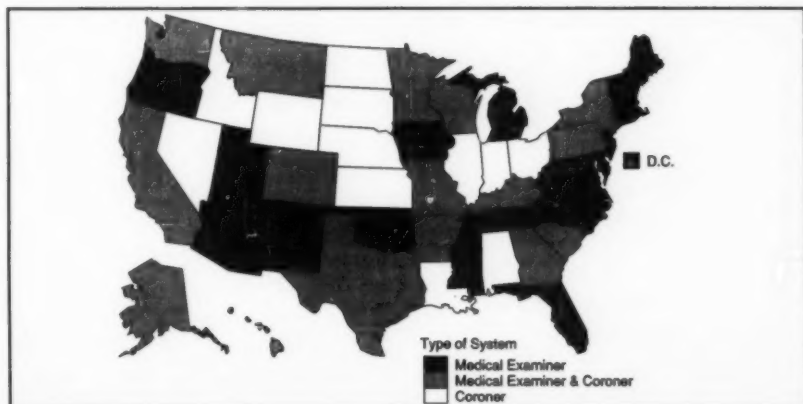 D.C.
Type of System
Medical Examiner
Medical Examiner & Coroner
Coroner